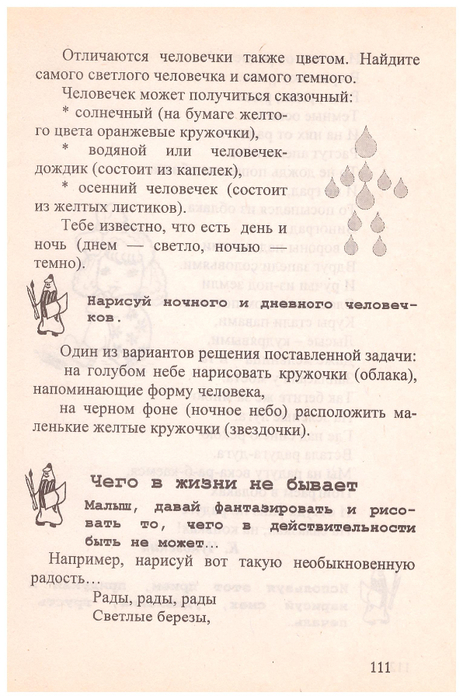 Отличаются человечки также цветом. Найдите
самого светлого человечка и самого темного.
Человечек может получиться сказочный:
* солнечный (на бумаге желто-
го цвета оранжевые кружочки),
* водяной или человечек-
дождик (состоит из капелек),
* осенний человечек (состоит
из желтых листиков).
Тебе известно, что есть день и
ночь (днем — светло, ночью —
темно).
Нарисуй ночного и дневного человеч-
ков.
Один из вариантов решения поставленной задачи:
на голубом небе нарисовать кружочки (облака),
напоминающие форму человека,
на черном фоне (ночное небо) расположить ма-
ленькие желтые кружочки (звездочки).
Чего в жизни не бывает
Малыш, давай фантазировать и рисо-
вать то, чего в действительности
быть не может...
Например, нарисуй вот такую необыкновенную
радость...
Рады, рады, рады
Светлые березы,
111